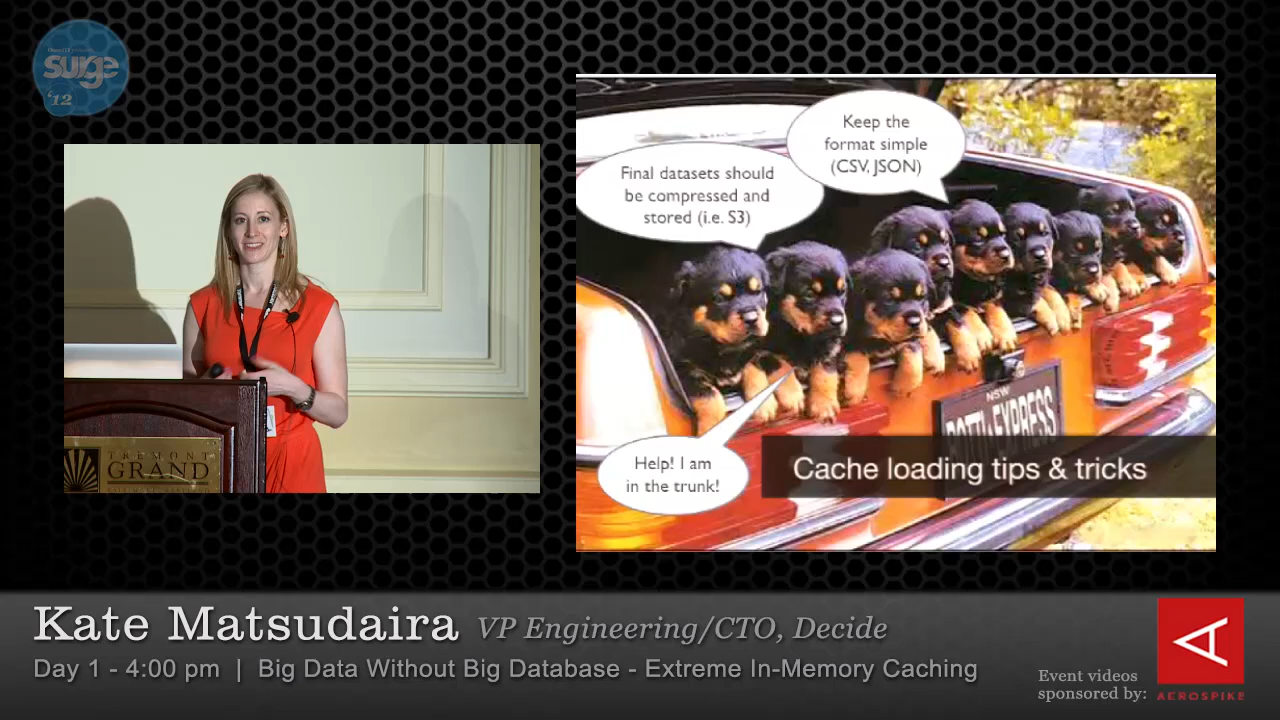 surge
'12
Keep the
format simple
(CSV, JSON)
Final datasets should
be compressed and
stored (i.e. S3)
NSW
Help! I am
in the trunk!
Cache loading tips & tricks
TREMONT
GRAND
Kate Matsudaira VP Engineering/CTO, Decide
Day 1 - 4:00 pm | Big Data Without Big Database - Extreme In-Memory Caching
Event videos
sponsored by:
AEROSPIKE